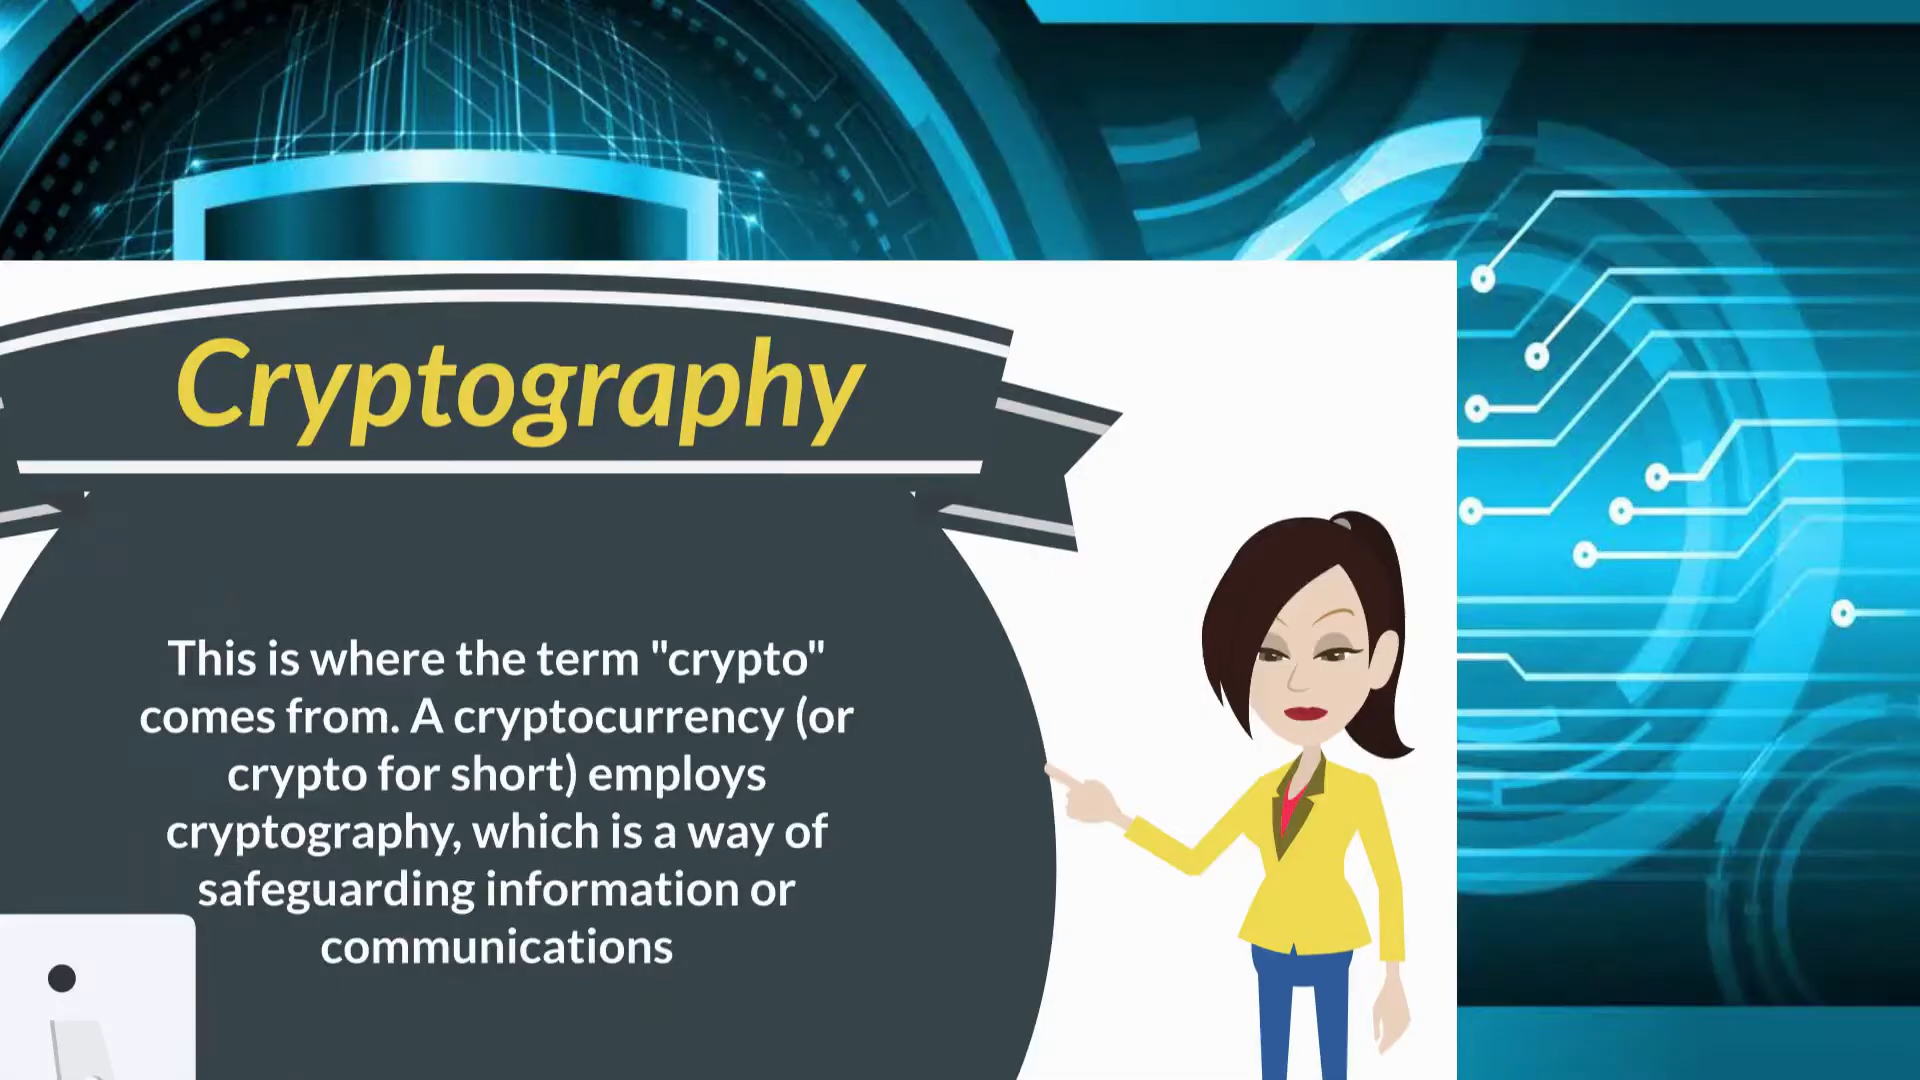 Cryptography
This is where the term "crypto"
comes from. A cryptocurrency (or
crypto for short) employs
cryptography, which is a way of
safeguarding information or
communications